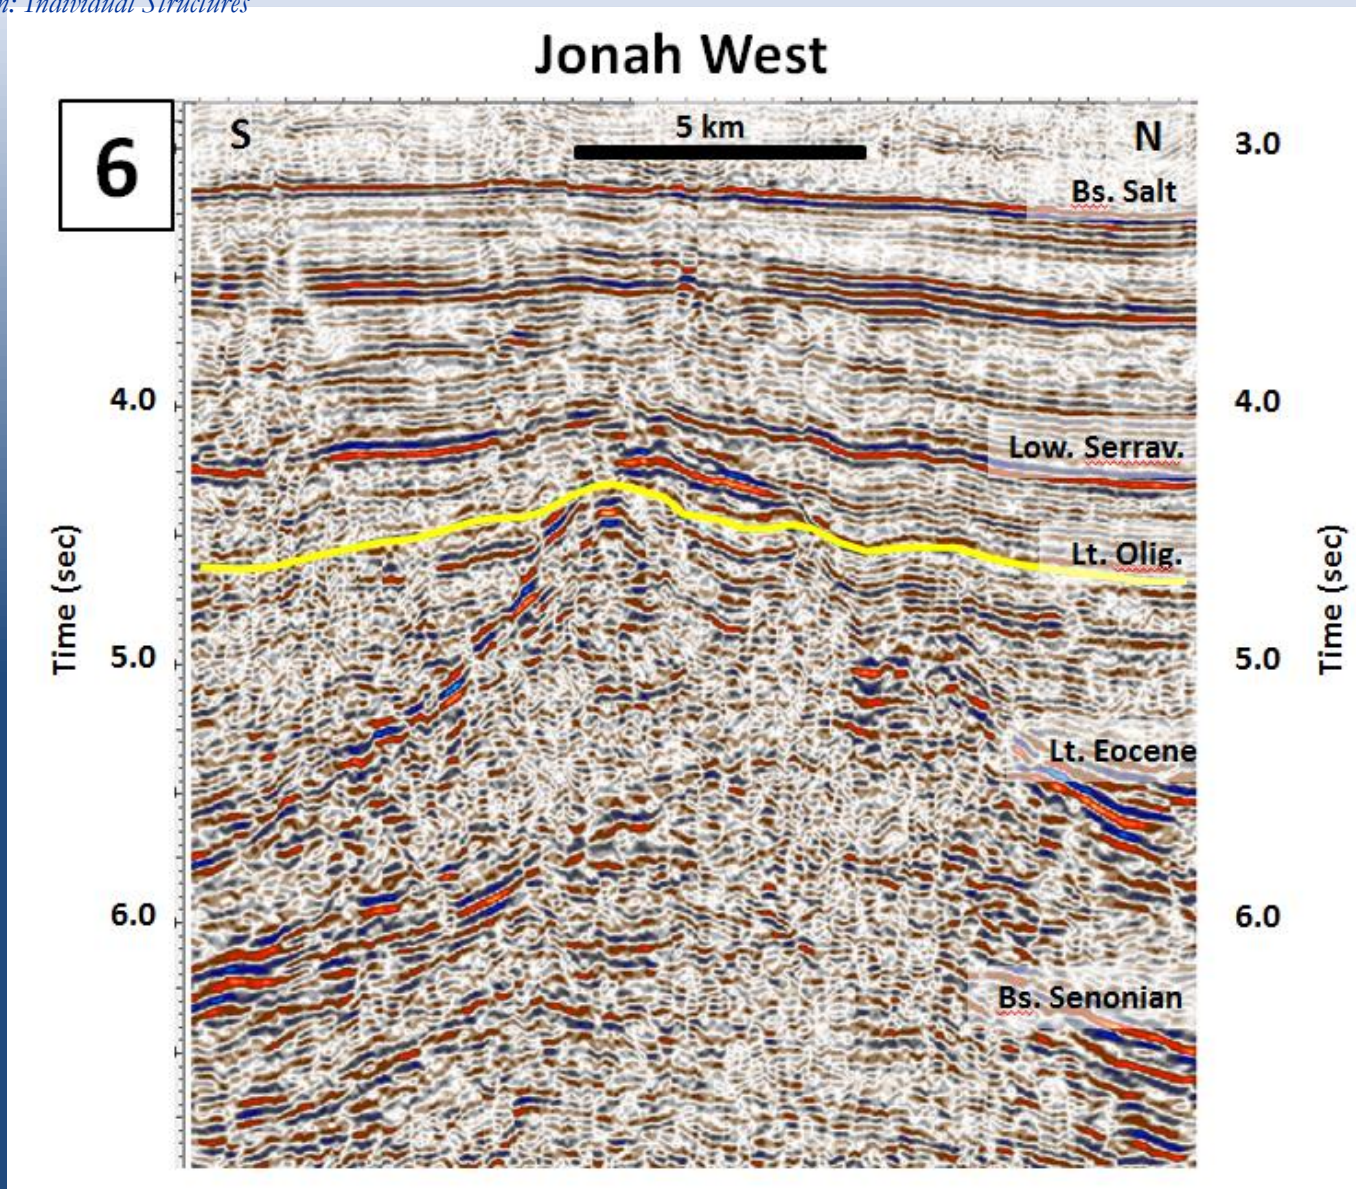 n: Individual Structures
Jonah West
6
S
5 km
N
3.0
Bs. Salt
4.0
4.0
Low. Serrav.
Lt. Olig.
Time (sec)
Time (sec)
5.0
5.0
Lt. Eocene
6.0
6.0
Bs. Senonian